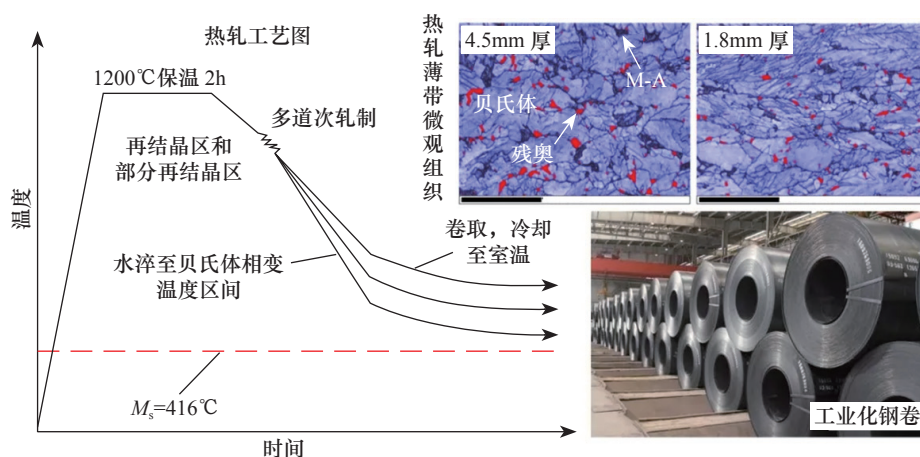 热轧工艺图
1200℃保温 2h
多道次轧制
再结晶区和
部分再结晶区
水淬至贝氏体相变
温度区间
卷取，冷却
至室温
Ms=416℃
温度
时间
热轧薄带微观组织
4.5mm 厚
M-A
贝氏体
残奥
1.8mm 厚
工业化钢卷